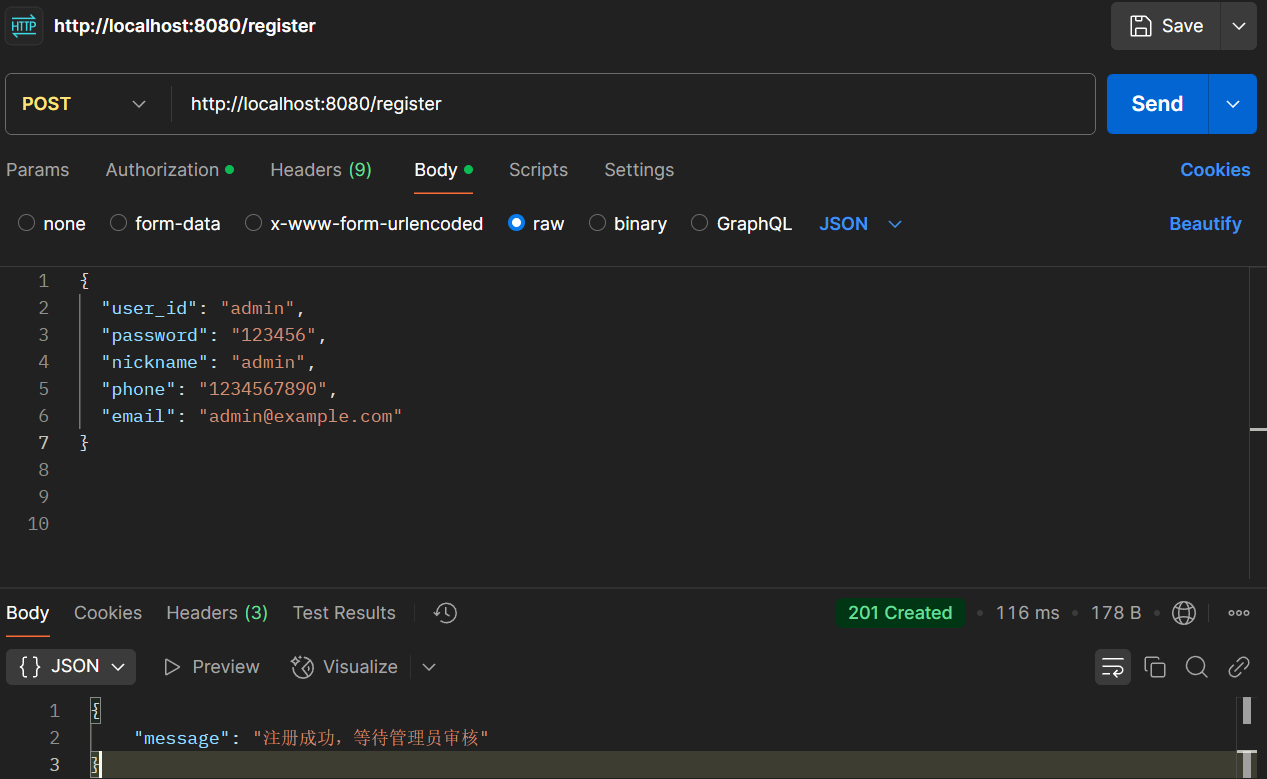 HTTP http://localhost:8080/register Save
POST http://localhost:8080/register Send
Params Authorization Headers (9) Body Scripts Settings Cookies
none form-data x-www-form-urlencoded raw binary GraphQL JSON Beautify
1 {
2 "user_id": "admin",
3 "password": "123456",
4 "nickname": "admin",
5 "phone": "1234567890",
6 "email": "admin@example.com"
7 }
8
9
10
Body Cookies Headers (3) Test Results 201 Created 116 ms 178 B
{} JSON Preview Visualize
1 {
2 "message": "注册成功，等待管理员审核"
3 }